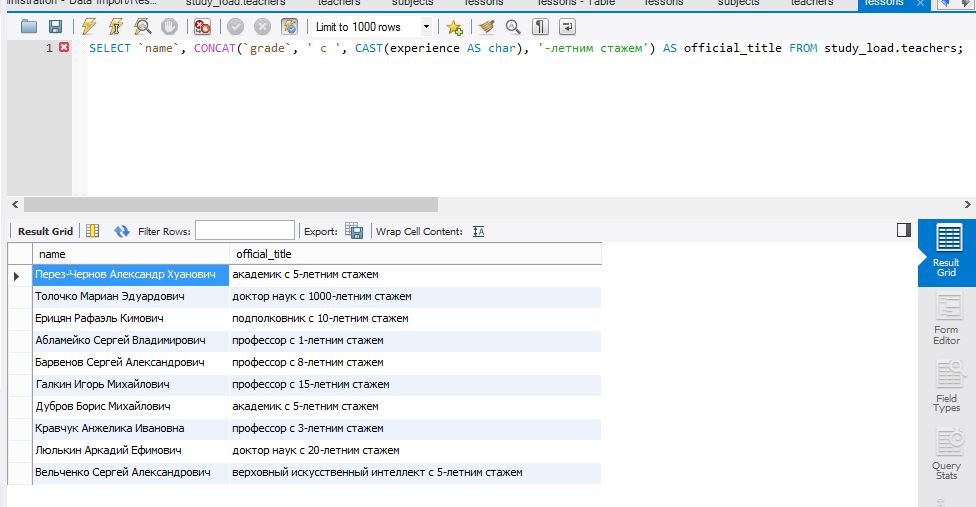 study_load.teachers teachers subjects lessons lessons - Table lessons subjects teachers lessons
Limit to 1000 rows
1 SELECT `name`, CONCAT(`grade`, ' с ', CAST(experience AS char), '-летним стажем') AS official_title FROM study_load.teachers;
Result Grid Filter Rows: Export: Wrap Cell Content:
name official_title
Перез-Чернов Александр Хуанович академик с 5-летним стажем
Толочко Мариан Эдуардович доктор наук с 1000-летним стажем
Ерицян Рафаэль Кимович подполковник с 10-летним стажем
Абламейко Сергей Владимирович профессор с 1-летним стажем
Барвенов Сергей Александрович профессор с 8-летним стажем
Галкин Игорь Михайлович профессор с 15-летним стажем
Дубров Борис Михайлович академик с 5-летним стажем
Кравчук Анжелика Ивановна профессор с 3-летним стажем
Люлькин Аркадий Ефимович доктор наук с 20-летним стажем
Вельченко Сергей Александрович верховный искусственный интеллект с 5-летним стажем
Result
Grid
Form
Editor
Field
Types
Query
Stats